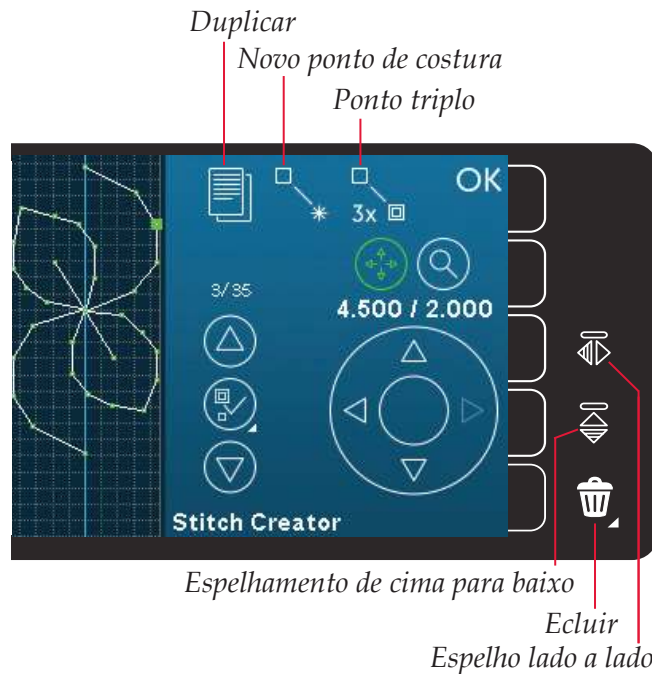 Duplicar
Novo ponto de costura
Ponto triplo
OK
3x
3/35
4.500 / 2.000
Stitch Creator
Espelhamento de cima para baixo
Ecluir
Espelho lado a lado